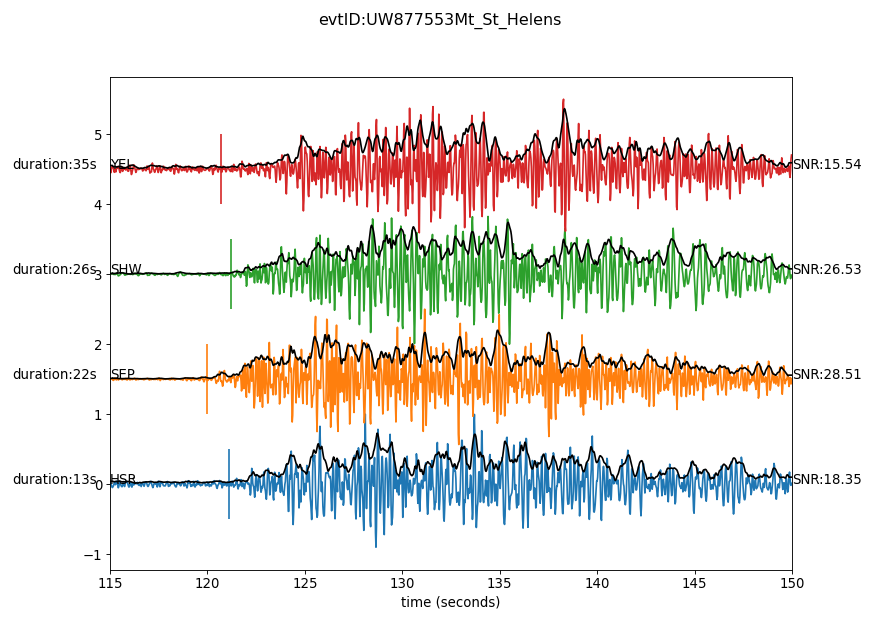 evtID:UW877553Mt_St_Helens
5
duration:35s YEL SNR:15.54
4
duration:26s SHW SNR:26.53
3
2
duration:22s SEP SNR:28.51
1
duration:13s HSR SNR:18.35
0
−1
115 120 125 130 135 140 145 150
time (seconds)